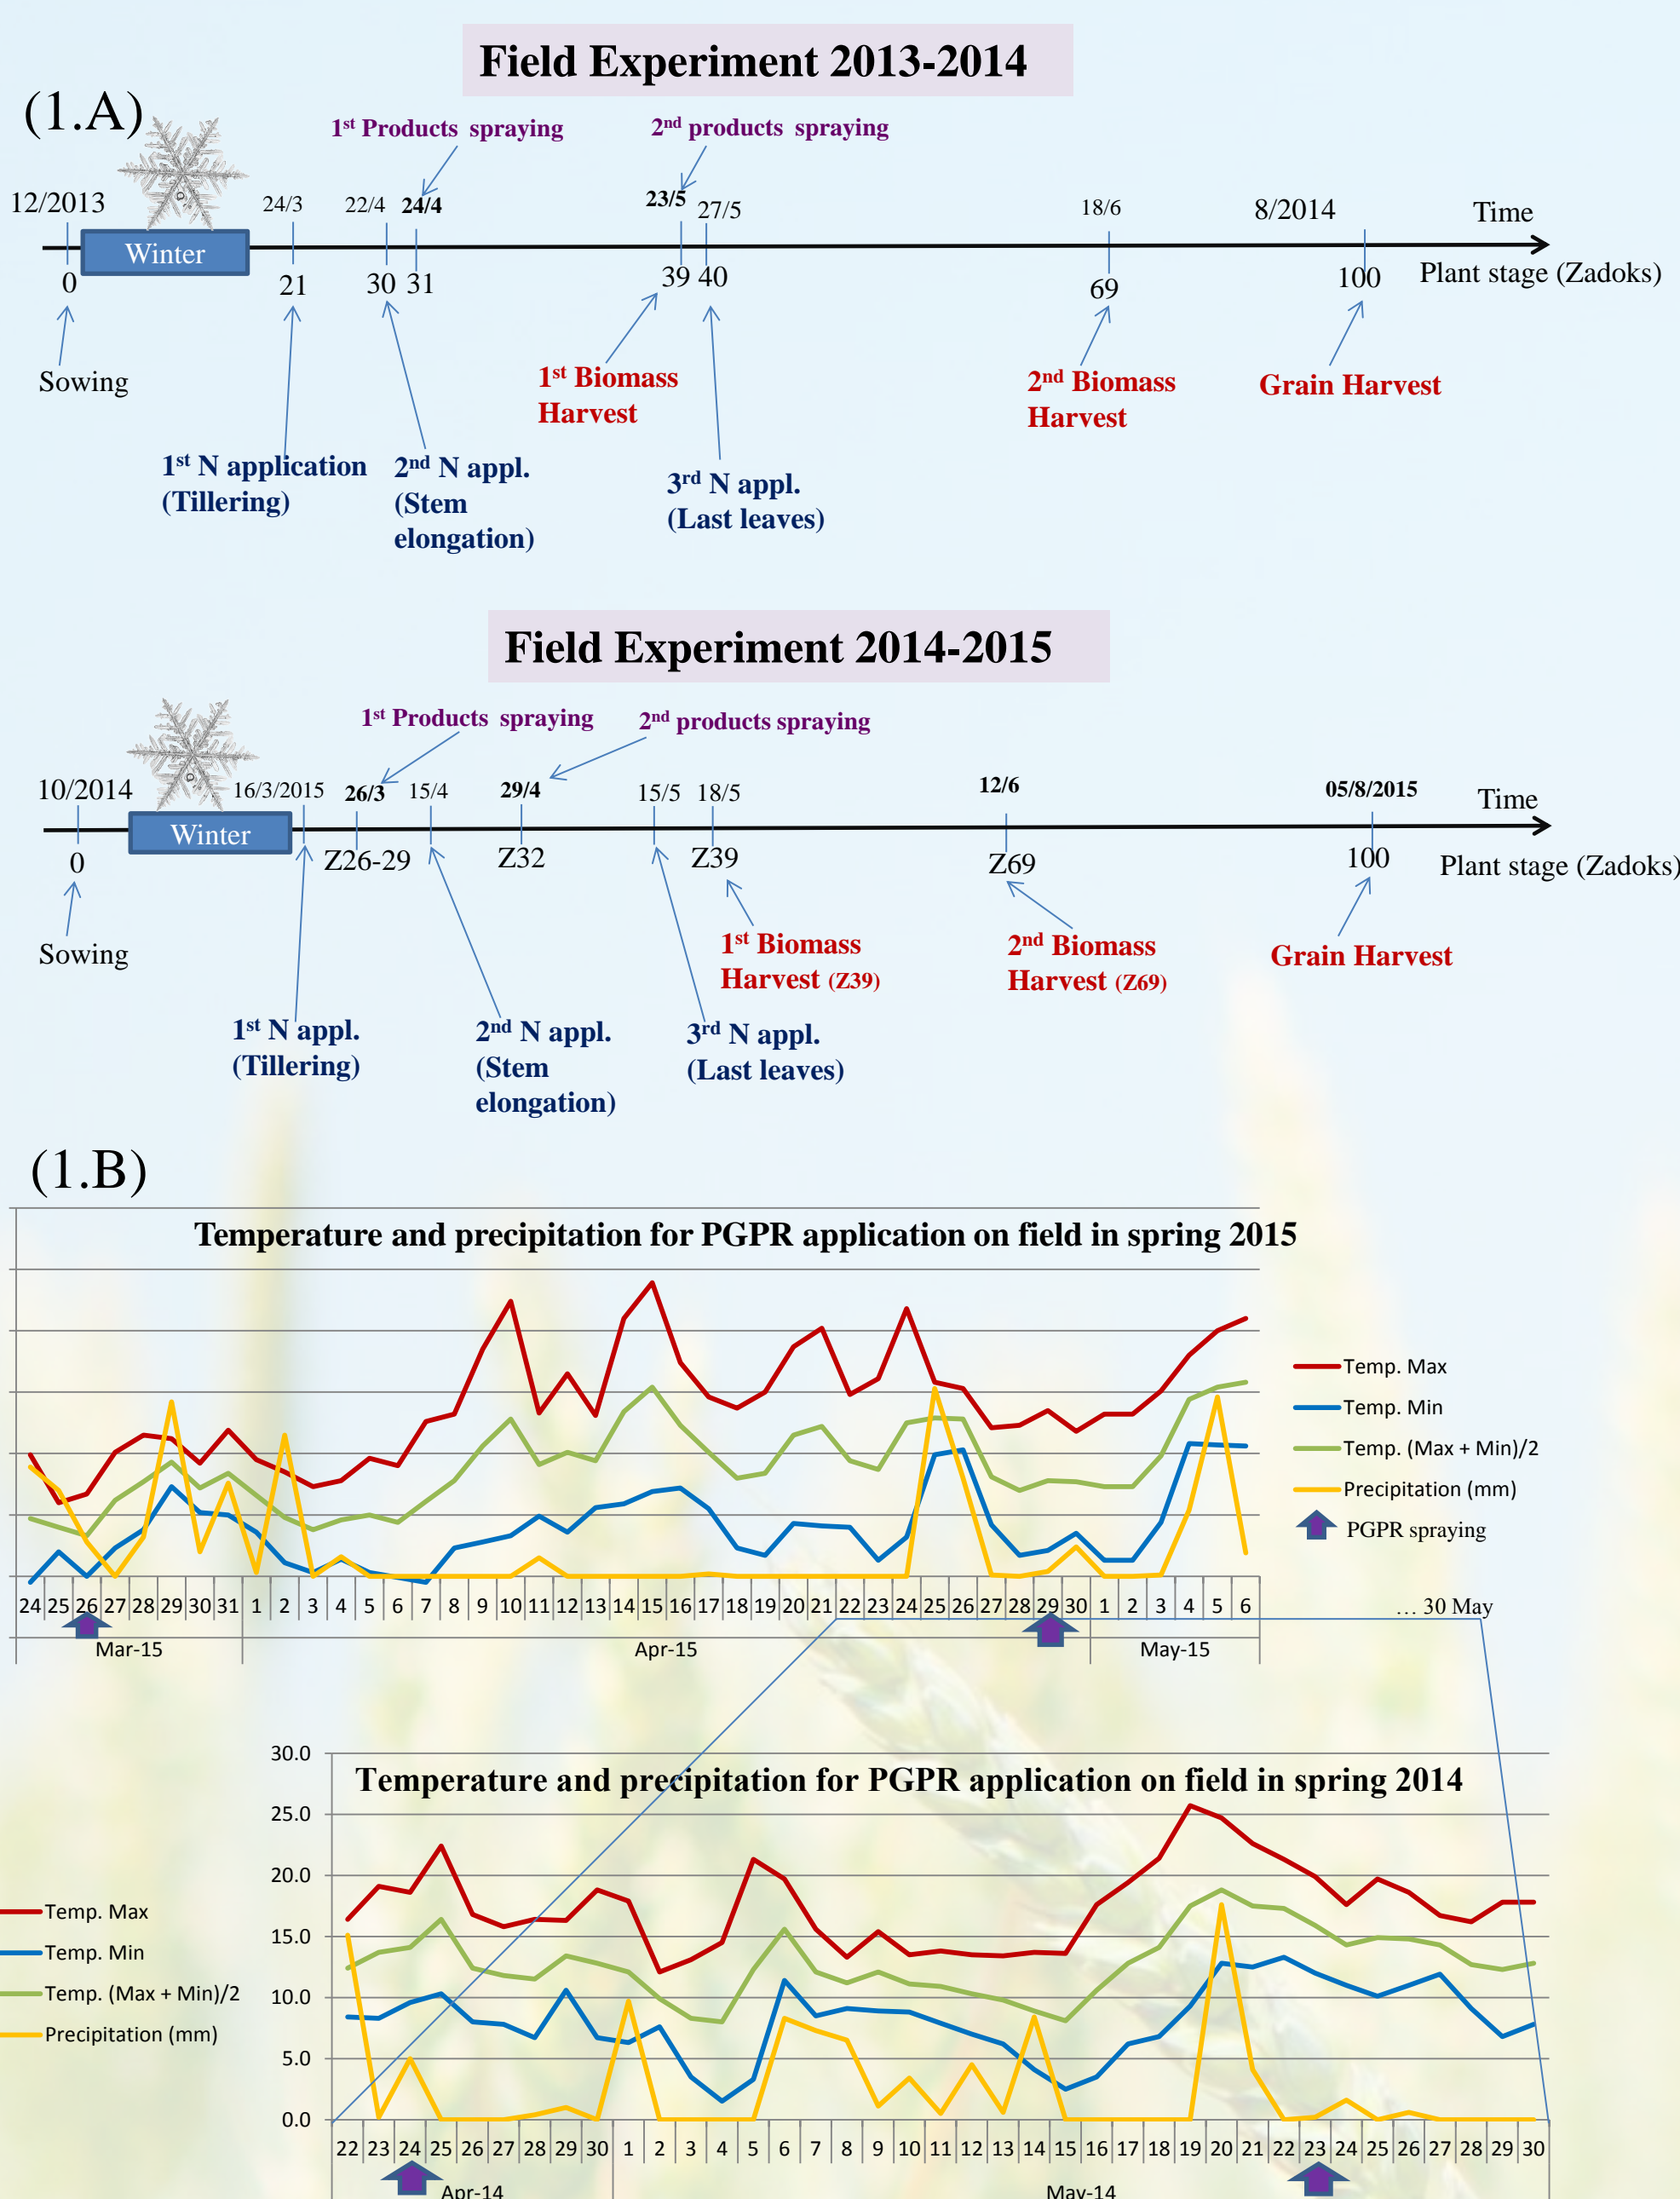 Field Experiment 2013-2014
(1.A)
1st Products spraying
2nd products spraying
12/2013
24/3
22/4
24/4
23/5
27/5
18/6
8/2014
Time
Winter
0
21
30
31
39
40
69
100
Plant stage (Zadoks)
Sowing
1st Biomass
Harvest
2nd Biomass
Harvest
Grain Harvest
1st N application
(Tillering)
2nd N appl.
(Stem
elongation)
3rd N appl.
(Last leaves)
Field Experiment 2014-2015
1st Products spraying
2nd products spraying
10/2014
16/3/2015
26/3
15/4
29/4
15/5
18/5
12/6
05/8/2015
Time
Winter
0
Z26-29
Z32
Z39
Z69
100
Plant stage (Zadoks)
Sowing
1st Biomass
Harvest (Z39)
2nd Biomass
Harvest (Z69)
Grain Harvest
1st N appl.
(Tillering)
2nd N appl.
(Stem
elongation)
3rd N appl.
(Last leaves)
(1.B)
Temperature and precipitation for PGPR application on field in spring 2015
Temp. Max
Temp. Min
Temp. (Max + Min)/2
Precipitation (mm)
PGPR spraying
24 25 26 27 28 29 30 31 1 2 3 4 5 6 7 8 9 10 11 12 13 14 15 16 17 18 19 20 21 22 23 24 25 26 27 28 29 30 1 2 3 4 5 6
... 30 May
Mar-15 Apr-15 May-15
Temperature and precipitation for PGPR application on field in spring 2014
30.0
25.0
20.0
15.0
10.0
5.0
0.0
Temp. Max
Temp. Min
Temp. (Max + Min)/2
Precipitation (mm)
22 23 24 25 26 27 28 29 30 1 2 3 4 5 6 7 8 9 10 11 12 13 14 15 16 17 18 19 20 21 22 23 24 25 26 27 28 29 30
Apr-14 May-14